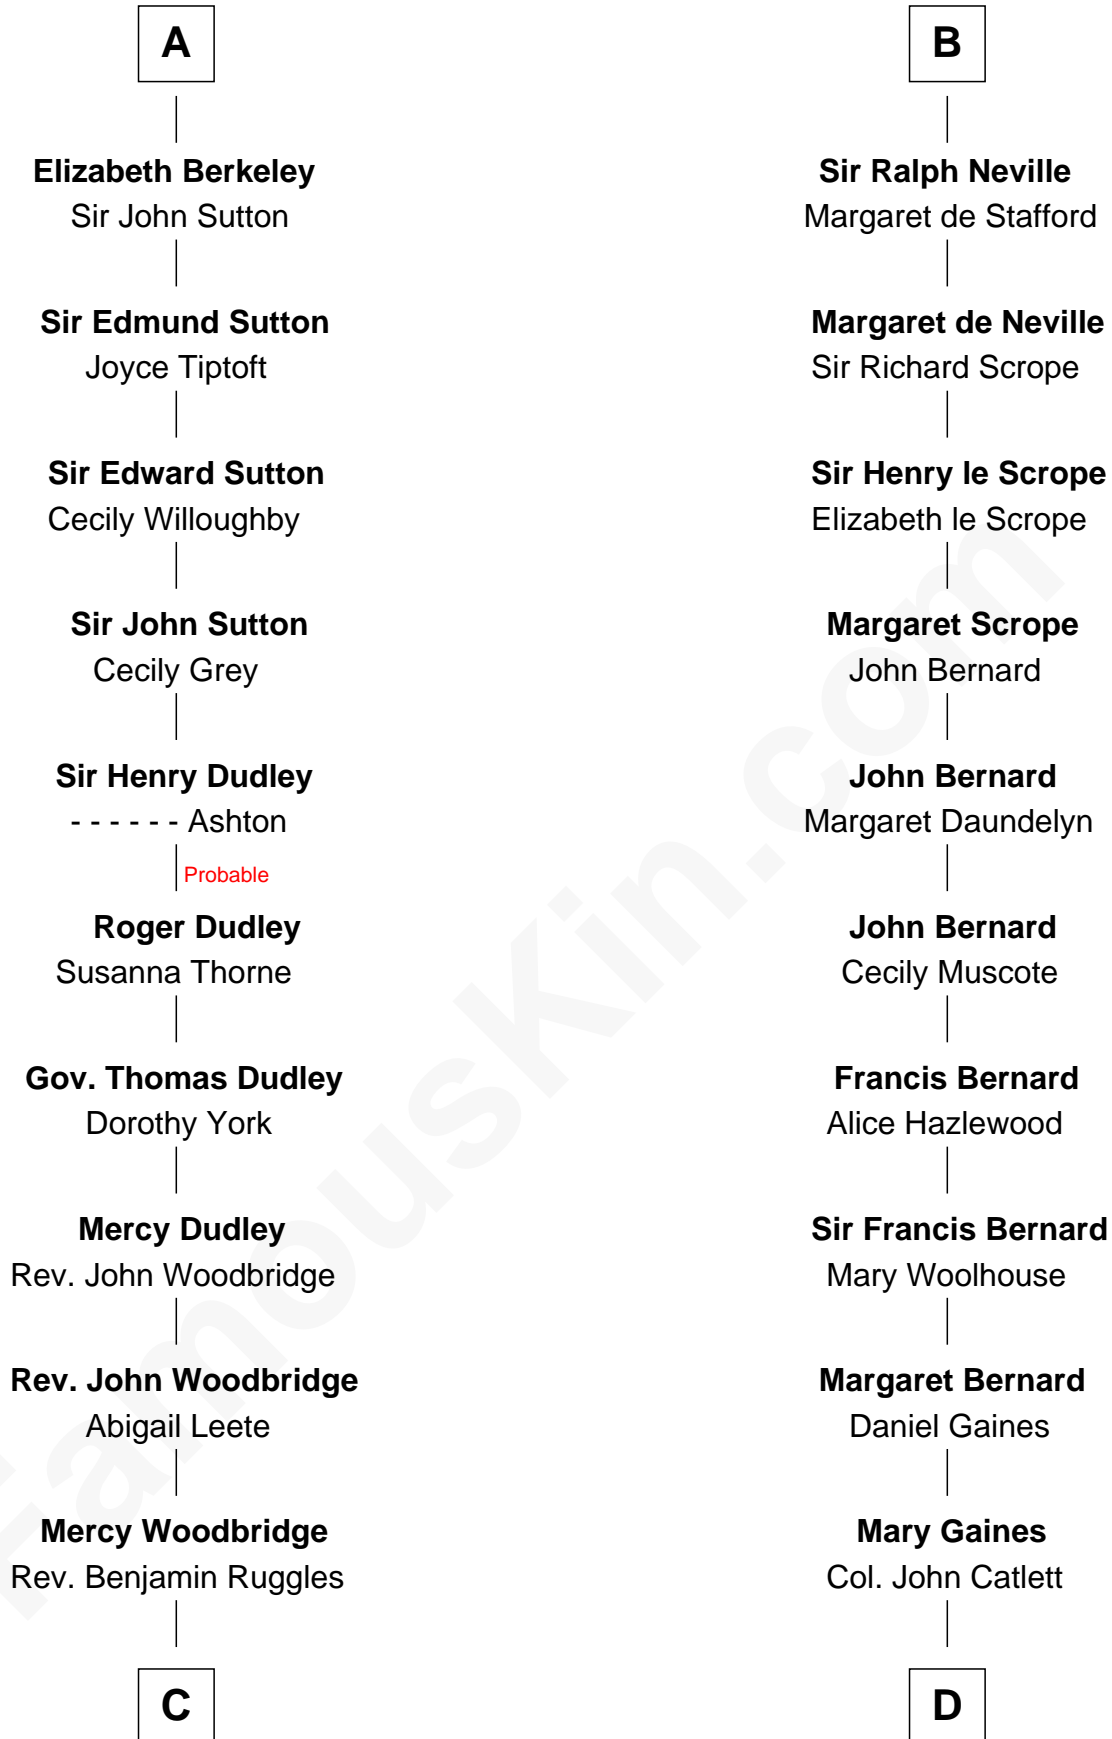 A
Elizabeth Berkeley
Sir John Sutton
Sir Edmund Sutton
Joyce Tiptoft
Sir Edward Sutton
Cecily Willoughby
Sir John Sutton
Cecily Grey
Sir Henry Dudley
- - - - - - Ashton
Probable
Roger Dudley
Susanna Thorne
Gov. Thomas Dudley
Dorothy York
Mercy Dudley
Rev. John Woodbridge
Rev. John Woodbridge
Abigail Leete
Mercy Woodbridge
Rev. Benjamin Ruggles
C
B
Sir Ralph Neville
Margaret de Stafford
Margaret de Neville
Sir Richard Scrope
Sir Henry le Scrope
Elizabeth le Scrope
Margaret Scrope
John Bernard
John Bernard
Margaret Daundelyn
John Bernard
Cecily Muscote
Francis Bernard
Alice Hazlewood
Sir Francis Bernard
Mary Woolhouse
Margaret Bernard
Daniel Gaines
Mary Gaines
Col. John Catlett
D
FamousKin.com